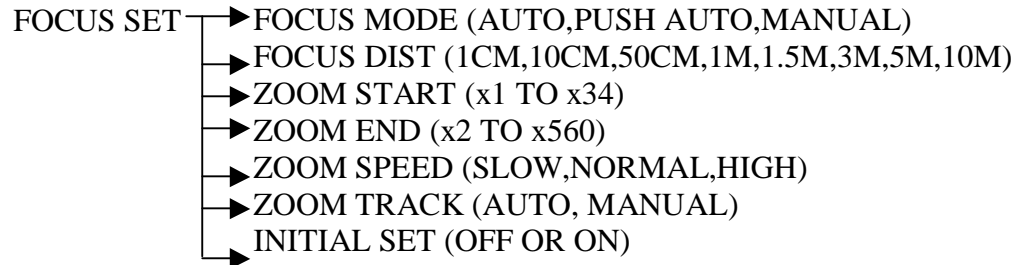 FOCUS SET FOCUS MODE (AUTO,PUSH AUTO,MANUAL)
FOCUS DIST (1CM,10CM,50CM,1M,1.5M,3M,5M,10M)
ZOOM START (x1 TO x34)
ZOOM END (x2 TO x560)
ZOOM SPEED (SLOW,NORMAL,HIGH)
ZOOM TRACK (AUTO, MANUAL)
INITIAL SET (OFF OR ON)